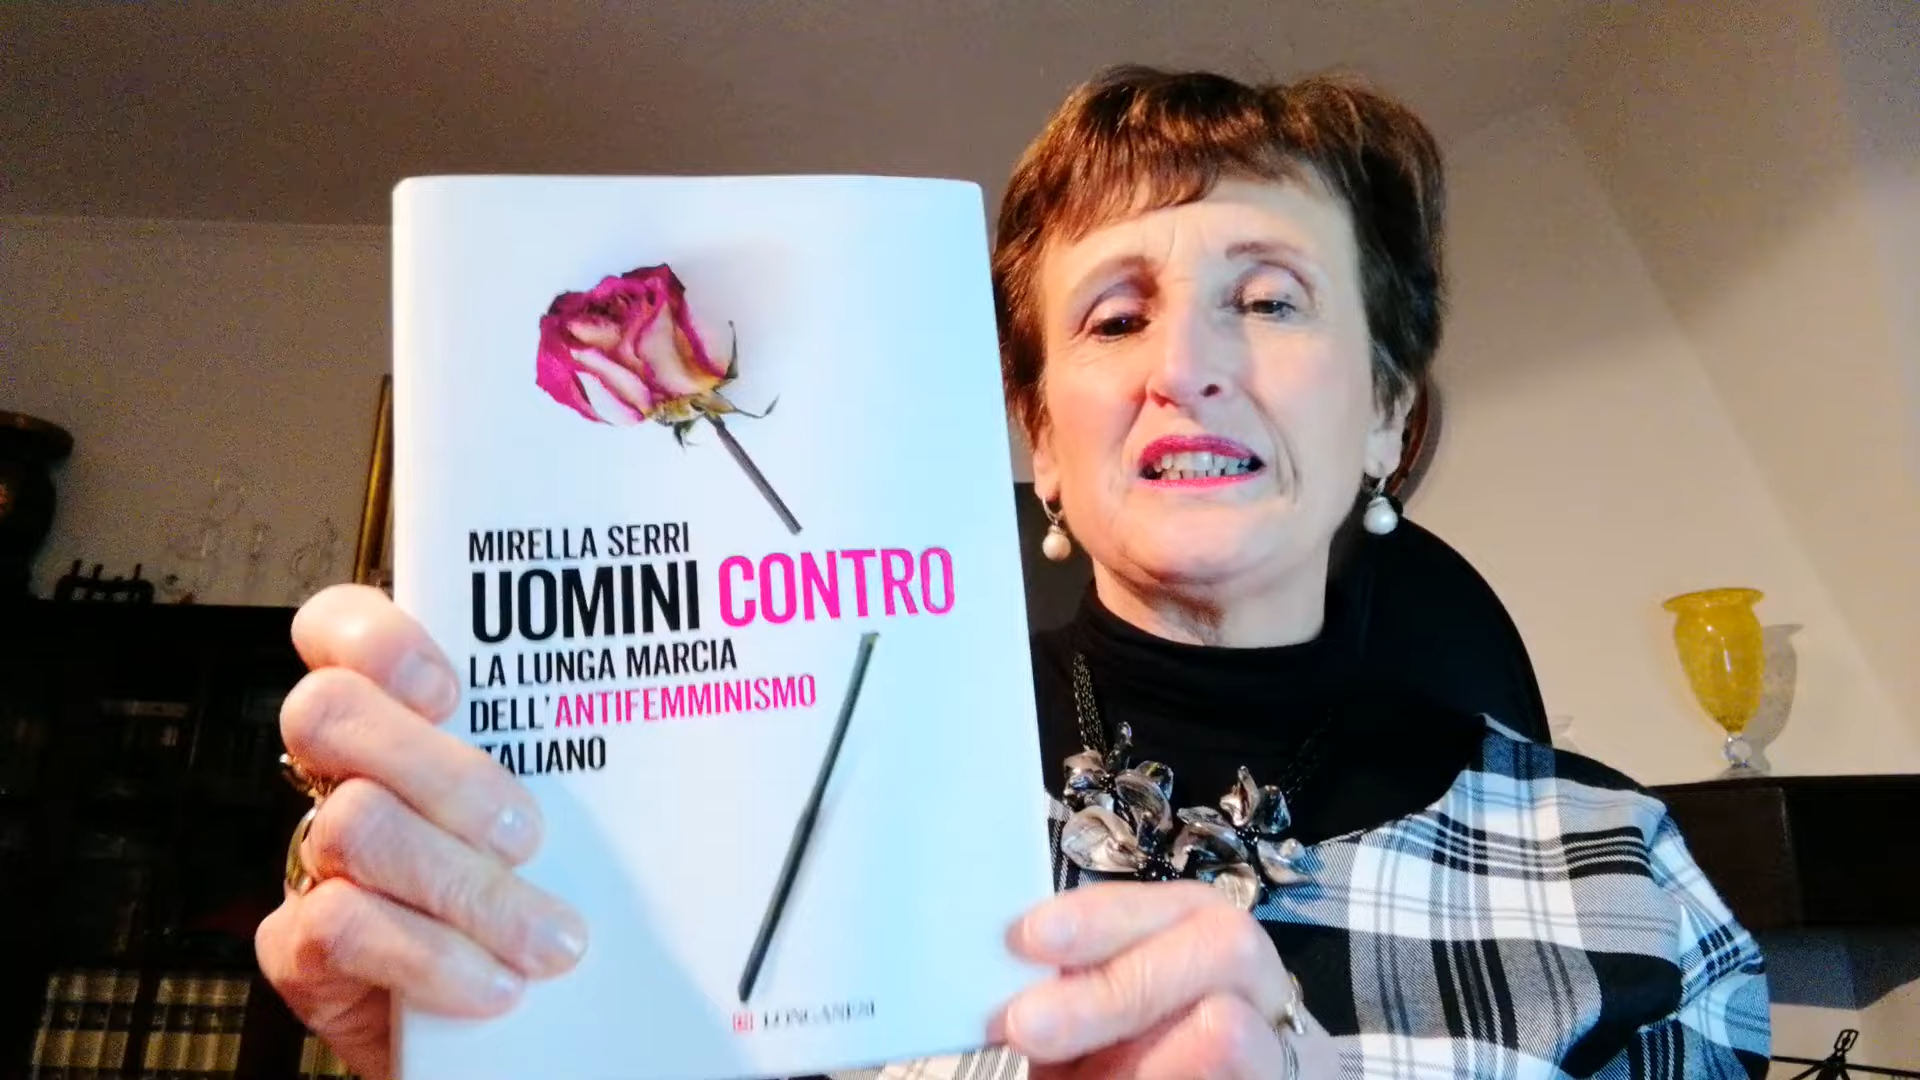 MIRELLA SERRI
UOMINI CONTRO
LA LUNGA MARCIA
DELL'ANTIFEMMINISMO
ITALIANO
LONGANESI